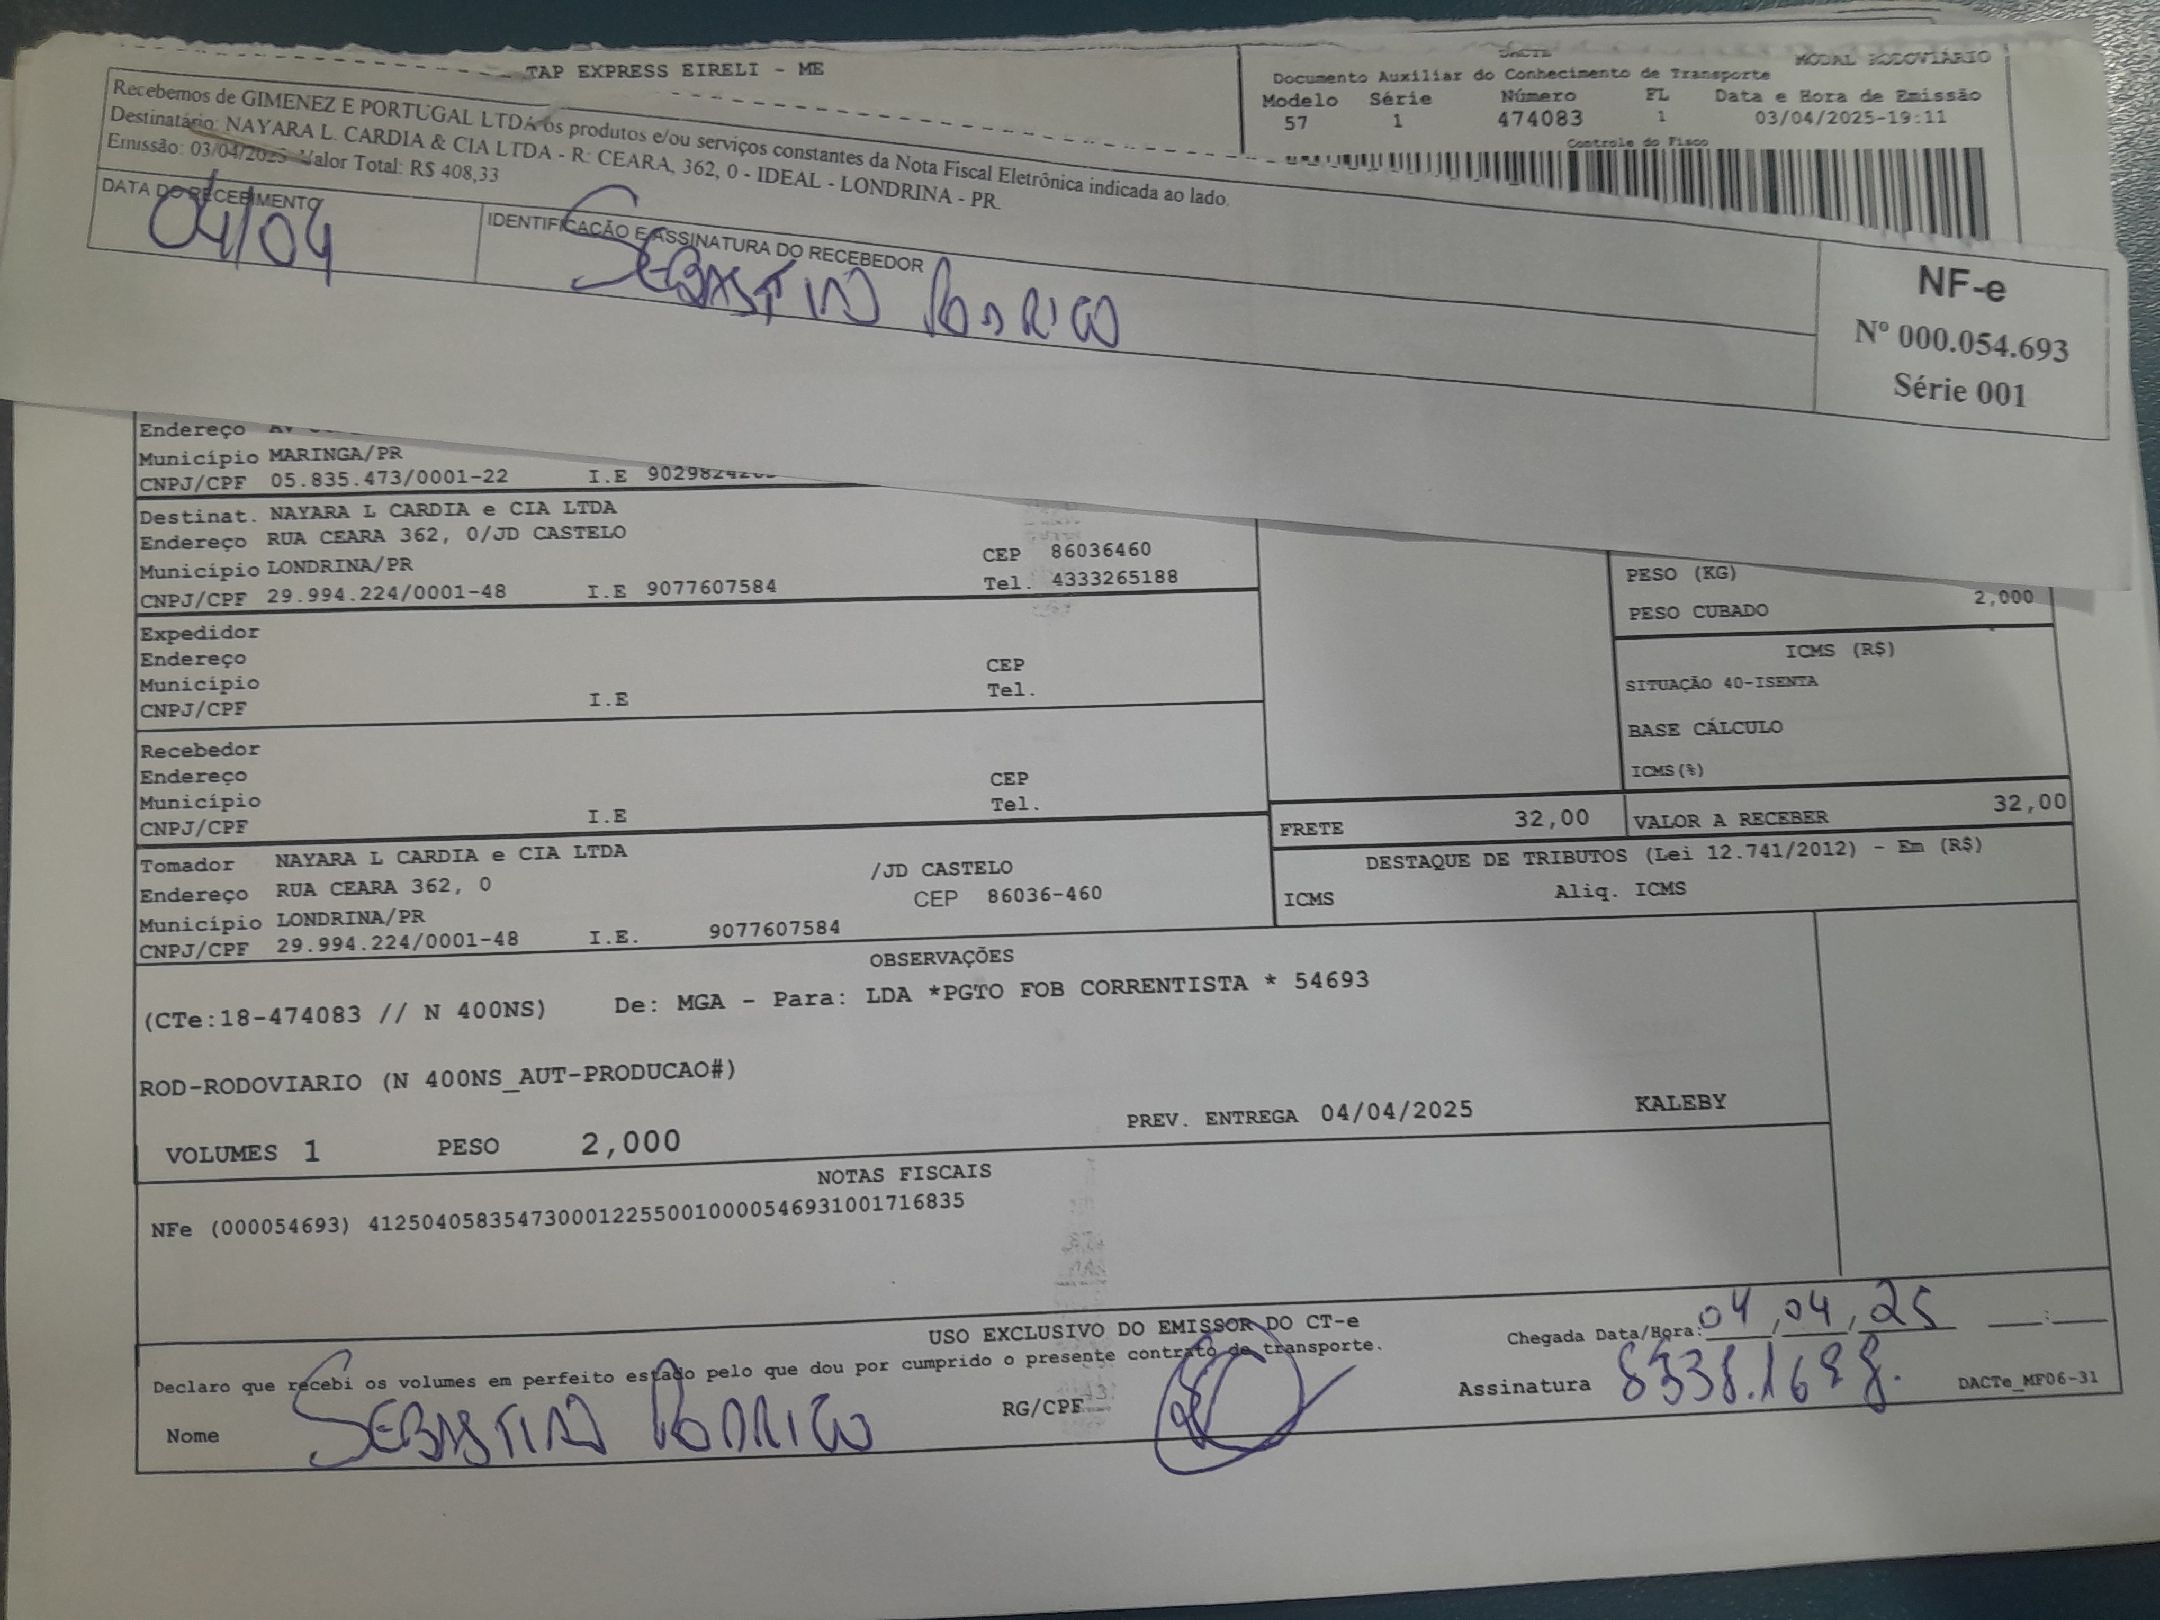 TAP EXPRESS EIRELI - ME
DACTE
MODAL RODOVIÁRIO
Documento Auxiliar do Conhecimento de Transporte
Modelo Série Número FL Data e Hora de Emissão
57 1 474083 1 03/04/2025-19:11
Controle do Fisco
Recebemos de GIMENEZ E PORTUGAL LTDA os produtos e/ou serviços constantes da Nota Fiscal Eletrônica indicada ao lado.
Destinatário: NAYARA L. CARDIA & CIA LTDA - R: CEARA, 362, 0 - IDEAL - LONDRINA - PR.
Emissão: 03/04/2025 Valor Total: R$ 408,33
DATA DO RECEBIMENTO
04/04
IDENTIFICAÇÃO E ASSINATURA DO RECEBEDOR
SEBASTIAO RODRIGO
NF-e
Nº 000.054.693
Série 001
Endereço AV
Município MARINGA/PR
CNPJ/CPF 05.835.473/0001-22 I.E
Destinat. NAYARA L CARDIA e CIA LTDA
Endereço RUA CEARA 362, 0/JD CASTELO
Município LONDRINA/PR CEP 86036460
CNPJ/CPF 29.994.224/0001-48 I.E 9077607584 Tel. 4333265188
Expedidor
Endereço
Município CEP
CNPJ/CPF I.E Tel.
Recebedor
Endereço
Município CEP
CNPJ/CPF I.E Tel.
PESO (KG)
PESO CUBADO 2,000
ICMS (R$)
SITUAÇÃO 40-ISENTA
BASE CÁLCULO
ICMS(%)
FRETE 32,00 VALOR A RECEBER 32,00
DESTAQUE DE TRIBUTOS (Lei 12.741/2012) - Em (R$)
ICMS Aliq. ICMS
Tomador NAYARA L CARDIA e CIA LTDA
Endereço RUA CEARA 362, 0 /JD CASTELO
Município LONDRINA/PR CEP 86036-460
CNPJ/CPF 29.994.224/0001-48 I.E. 9077607584
OBSERVAÇÕES
(CTe:18-474083 // N 400NS) De: MGA - Para: LDA *PGTO FOB CORRENTISTA * 54693
ROD-RODOVIARIO (N 400NS_AUT-PRODUCAO#)
VOLUMES 1 PESO 2,000 PREV. ENTREGA 04/04/2025 KALEBY
NOTAS FISCAIS
NFe (000054693) 41250405835473000122550010000546931001716835
USO EXCLUSIVO DO EMISSOR DO CT-e
Declaro que recebi os volumes em perfeito estado pelo que dou por cumprido o presente contrato de transporte.
Chegada Data/Hora: 04,04,25 __:__
Nome SEBASTIAO RODRIGO RG/CPF
Assinatura 8338.1688.
DACTe_MF06-31